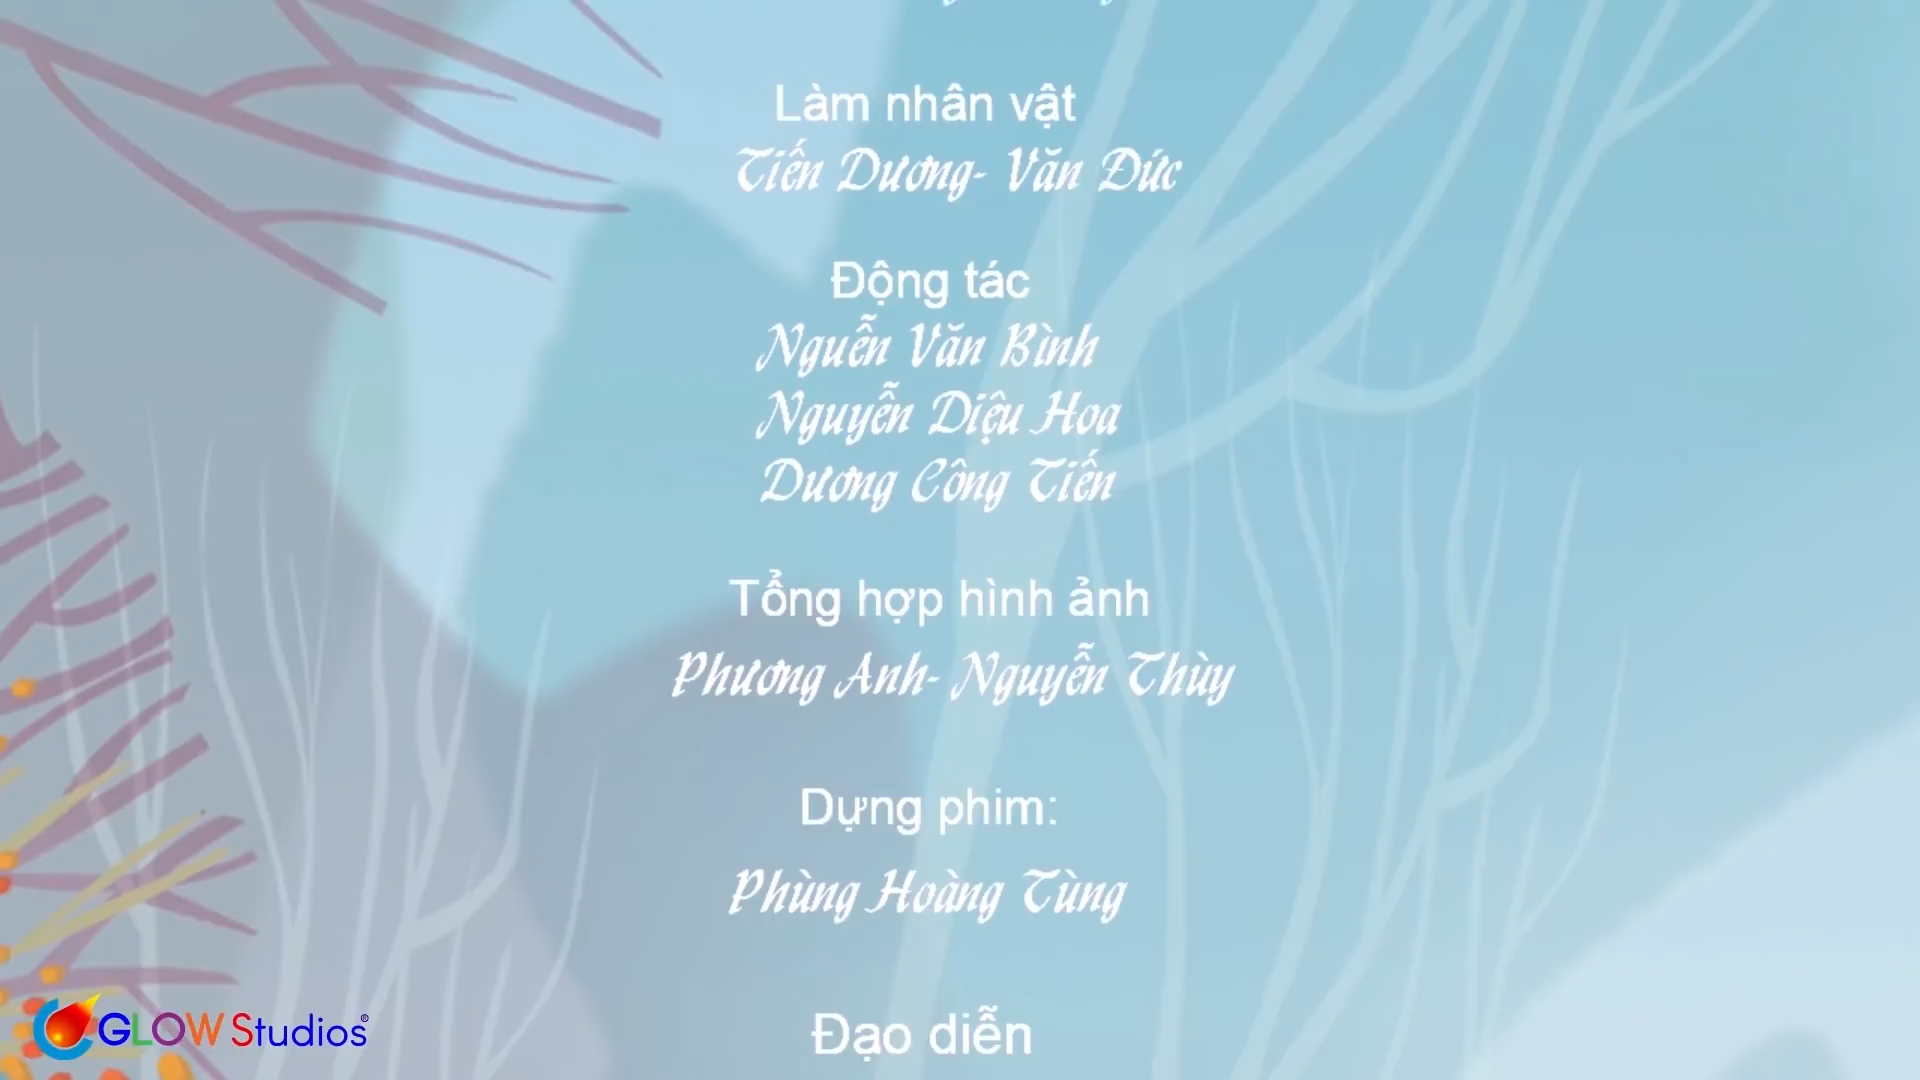 Làm nhân vật
Tiến Dương- Văn Đức
Động tác
Nguễn Văn Bình
Nguyễn Diệu Hoa
Dương Công Tiến
Tổng hợp hình ảnh
Phương Anh- Nguyễn Thùy
Dựng phim:
Phùng Hoàng Tùng
Đạo diễn
GLOW Studios®